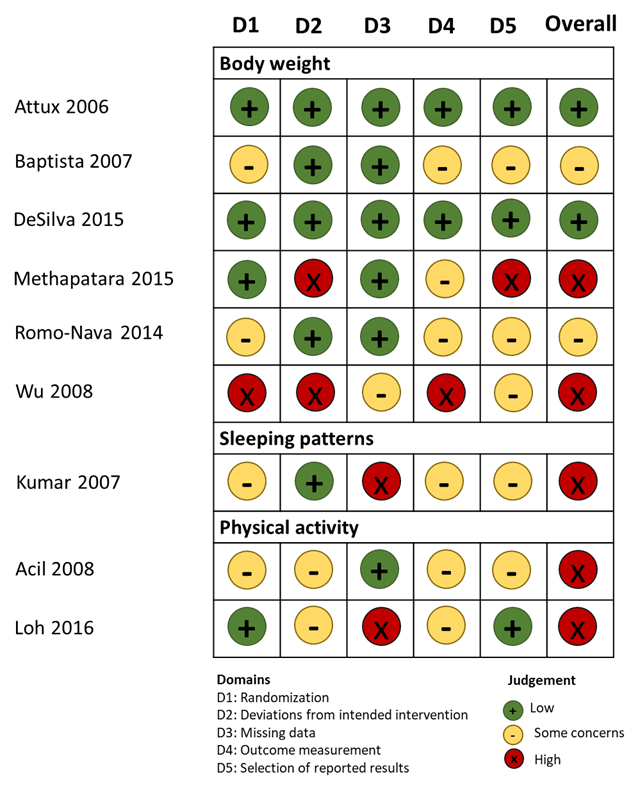 D1 D2 D3 D4 D5 Overall
Body weight
Attux 2006 + + + + + +
Baptista 2007 - + + - - -
DeSilva 2015 + + + + + +
Methapatara 2015 + X + - X X
Romo-Nava 2014 - + + - - -
Wu 2008 X X - X - X
Sleeping patterns
Kumar 2007 - + X - - X
Physical activity
Acil 2008 - - + - - X
Loh 2016 + - X - + X
Domains
D1: Randomization
D2: Deviations from intended intervention
D3: Missing data
D4: Outcome measurement
D5: Selection of reported results
Judgement
+ Low
- Some concerns
X High